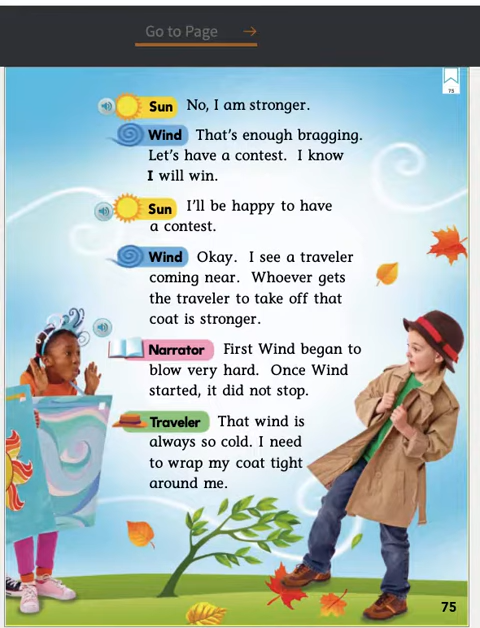 Go to Page →
75
Sun No, I am stronger.
Wind That's enough bragging.
Let's have a contest. I know
I will win.
Sun I'll be happy to have
a contest.
Wind Okay. I see a traveler
coming near. Whoever gets
the traveler to take off that
coat is stronger.
Narrator First Wind began to
blow very hard. Once Wind
started, it did not stop.
Traveler That wind is
always so cold. I need
to wrap my coat tight
around me.
75